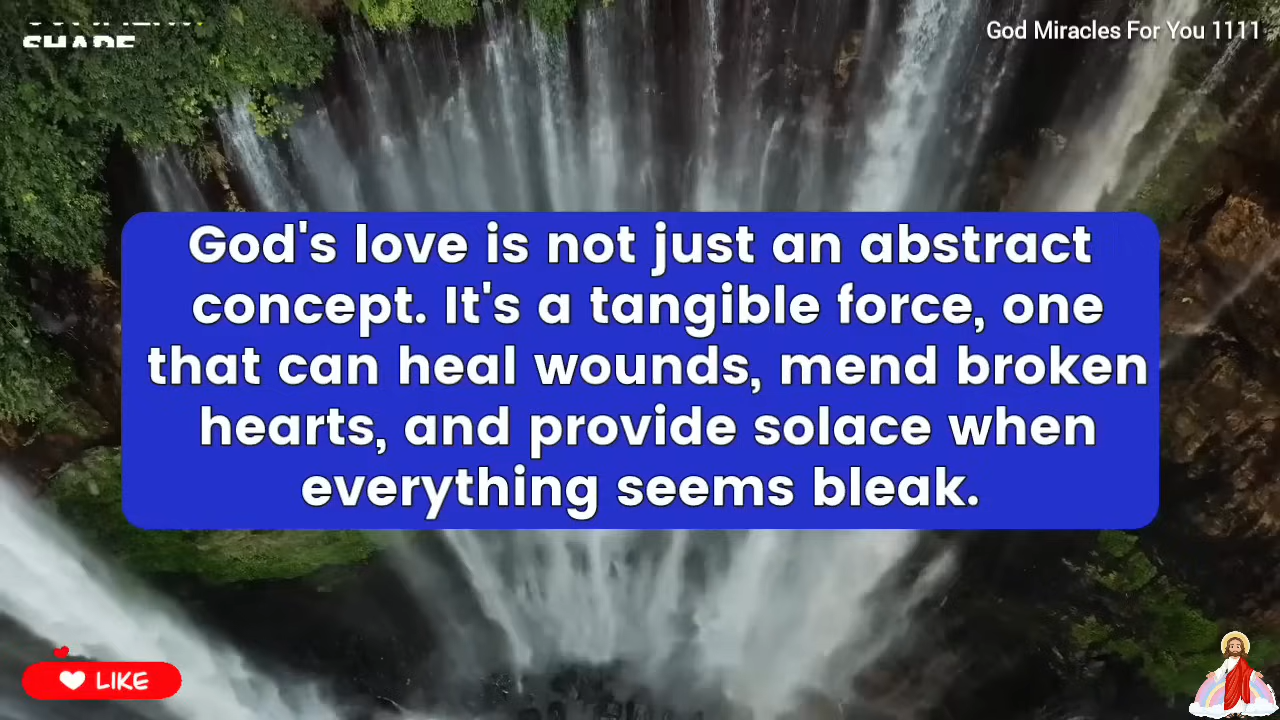 SHARE
God Miracles For You 1111
God's love is not just an abstract
concept. It's a tangible force, one
that can heal wounds, mend broken
hearts, and provide solace when
everything seems bleak.
LIKE